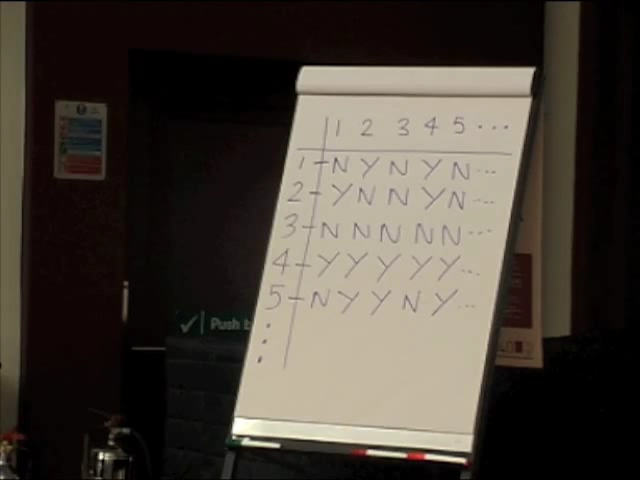 1 2 3 4 5 ...
1 N Y N Y N ...
2 Y N N Y N ...
3 N N N N N ...
4 Y Y Y Y Y ...
5 N Y Y N Y ...
Push